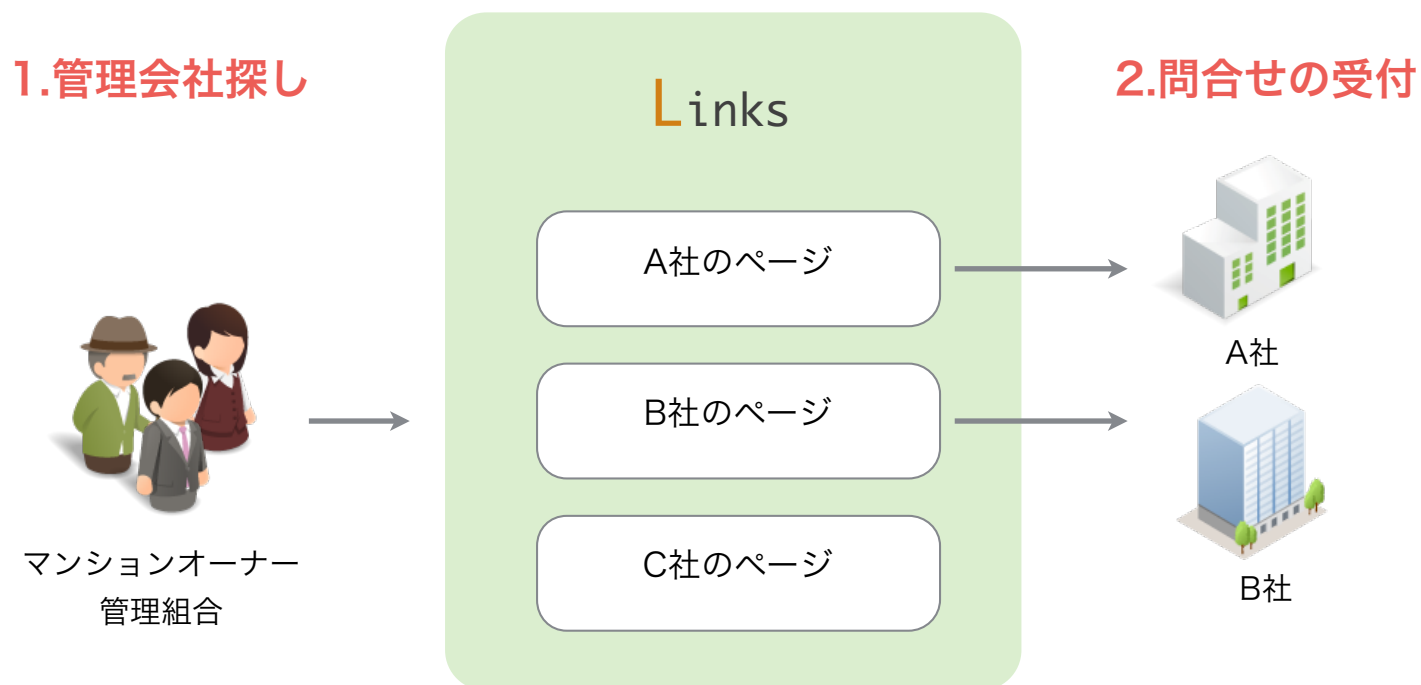 1.管理会社探し
Links
2.問合せの受付
A社のページ
A社
B社のページ
マンションオーナー
管理組合
C社のページ
B社